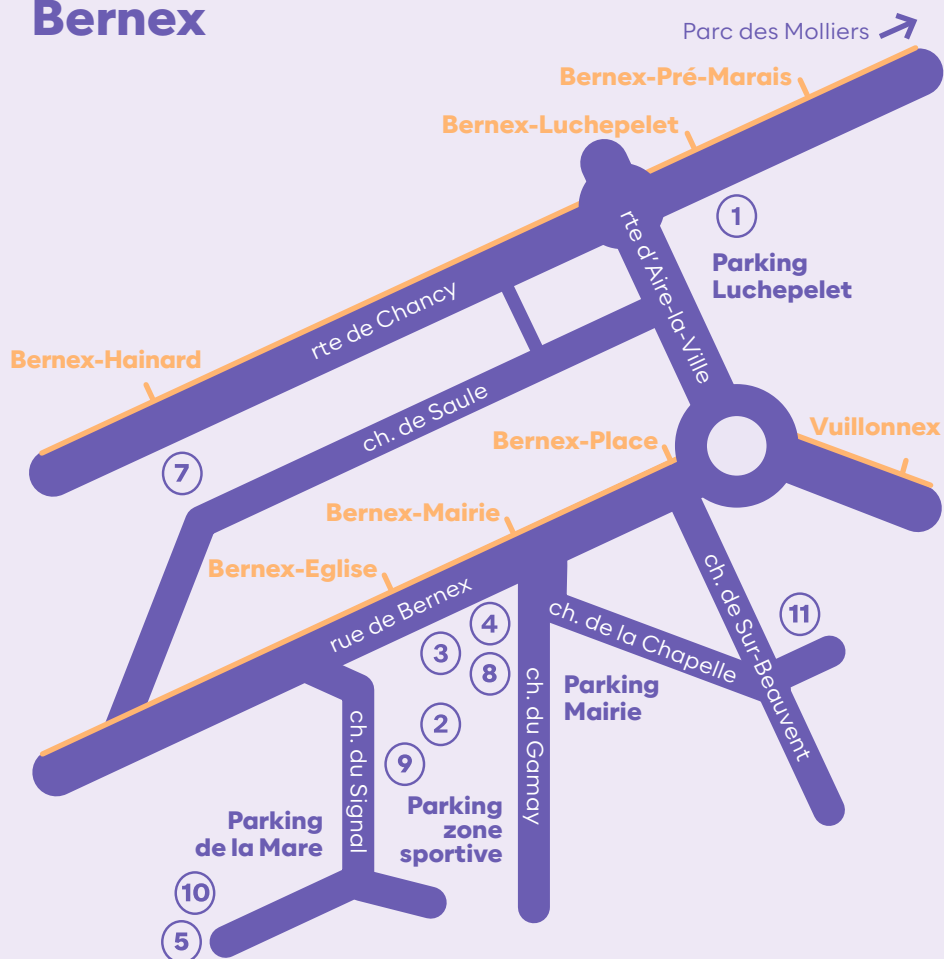 Bernex
Parc des Molliers
Bernex-Pré-Marais
Bernex-Luchepelet
1
Parking
Luchepelet
rte d'Aire-la-Ville
rte de Chancy
Bernex-Hainard
ch. de Saule
Vuillonnex
Bernex-Place
7
Bernex-Mairie
Bernex-Eglise
rue de Bernex
ch. de Sur-Beauvent
11
4
ch. de la Chapelle
3
8
Parking
Mairie
ch. du Gamay
2
ch. du Signal
9
Parking
zone
sportive
Parking
de la Mare
10
5